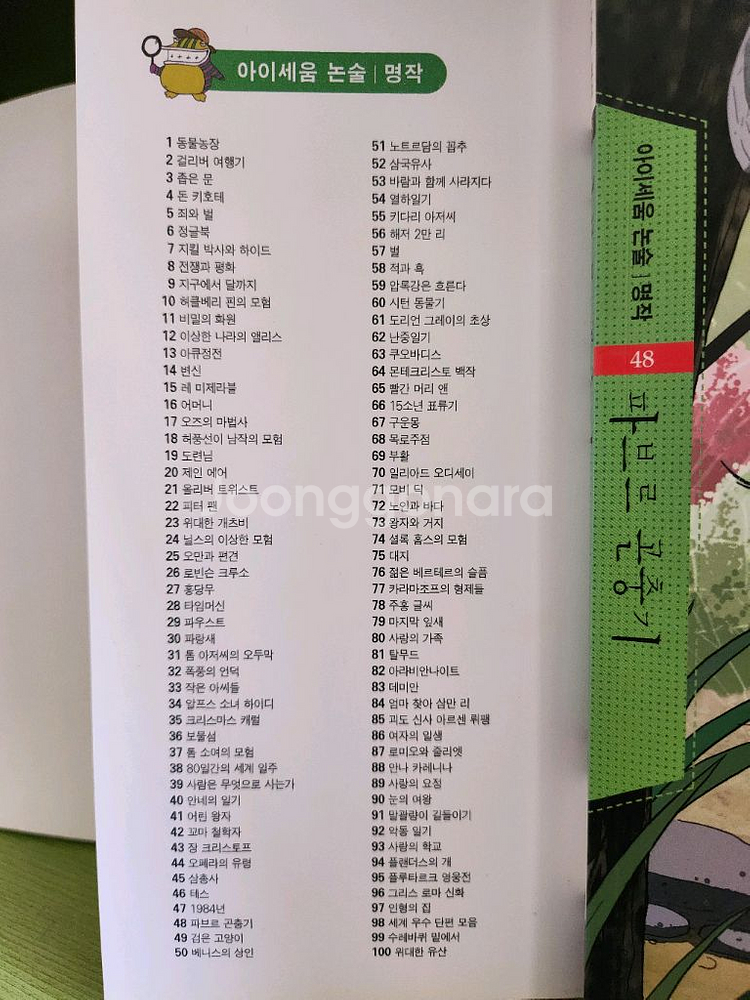 아이세움 논술 | 명작
1 동물농장
2 걸리버 여행기
3 좁은 문
4 돈 키호테
5 죄와 벌
6 정글북
7 지킬 박사와 하이드
8 전쟁과 평화
9 지구에서 달까지
10 허클베리 핀의 모험
11 비밀의 화원
12 이상한 나라의 앨리스
13 아큐정전
14 변신
15 레 미제라블
16 어머니
17 오즈의 마법사
18 허풍선이 남작의 모험
19 도련님
20 제인 에어
21 올리버 트위스트
22 피터 팬
23 위대한 개츠비
24 닐스의 이상한 모험
25 오만과 편견
26 로빈슨 크루소
27 홍당무
28 타임머신
29 파우스트
30 파랑새
31 톰 아저씨의 오두막
32 폭풍의 언덕
33 작은 아씨들
34 알프스 소녀 하이디
35 크리스마스 캐럴
36 보물섬
37 톰 소여의 모험
38 80일간의 세계 일주
39 사람은 무엇으로 사는가
40 안네의 일기
41 어린 왕자
42 꼬마 철학자
43 장 크리스토프
44 오페라의 유령
45 삼총사
46 테스
47 1984년
48 파브르 곤충기
49 검은 고양이
50 베니스의 상인
51 노트르담의 꼽추
52 삼국유사
53 바람과 함께 사라지다
54 열하일기
55 키다리 아저씨
56 해저 2만 리
57 벌
58 적과 흑
59 압록강은 흐른다
60 시턴 동물기
61 도리언 그레이의 초상
62 난중일기
63 쿠오바디스
64 몬테크리스토 백작
65 빨간 머리 앤
66 15소년 표류기
67 구운몽
68 목로주점
69 부활
70 일리아드 오디세이
71 모비 딕
72 노인과 바다
73 왕자와 거지
74 셜록 홈스의 모험
75 대지
76 젊은 베르테르의 슬픔
77 카라마조프의 형제들
78 주홍 글씨
79 마지막 잎새
80 사랑의 가족
81 탈무드
82 아라비안나이트
83 데미안
84 엄마 찾아 삼만 리
85 괴도 신사 아르센 뤼팽
86 여자의 일생
87 로미오와 줄리엣
88 안나 카레니나
89 사랑의 요정
90 눈의 여왕
91 말괄량이 길들이기
92 악동 일기
93 사랑의 학교
94 플랜더스의 개
95 플루타르크 영웅전
96 그리스 로마 신화
97 인형의 집
98 세계 우수 단편 모음
99 수레바퀴 밑에서
100 위대한 유산
아이세움 논술 | 명작
48
파브르 곤충기
joonggonara